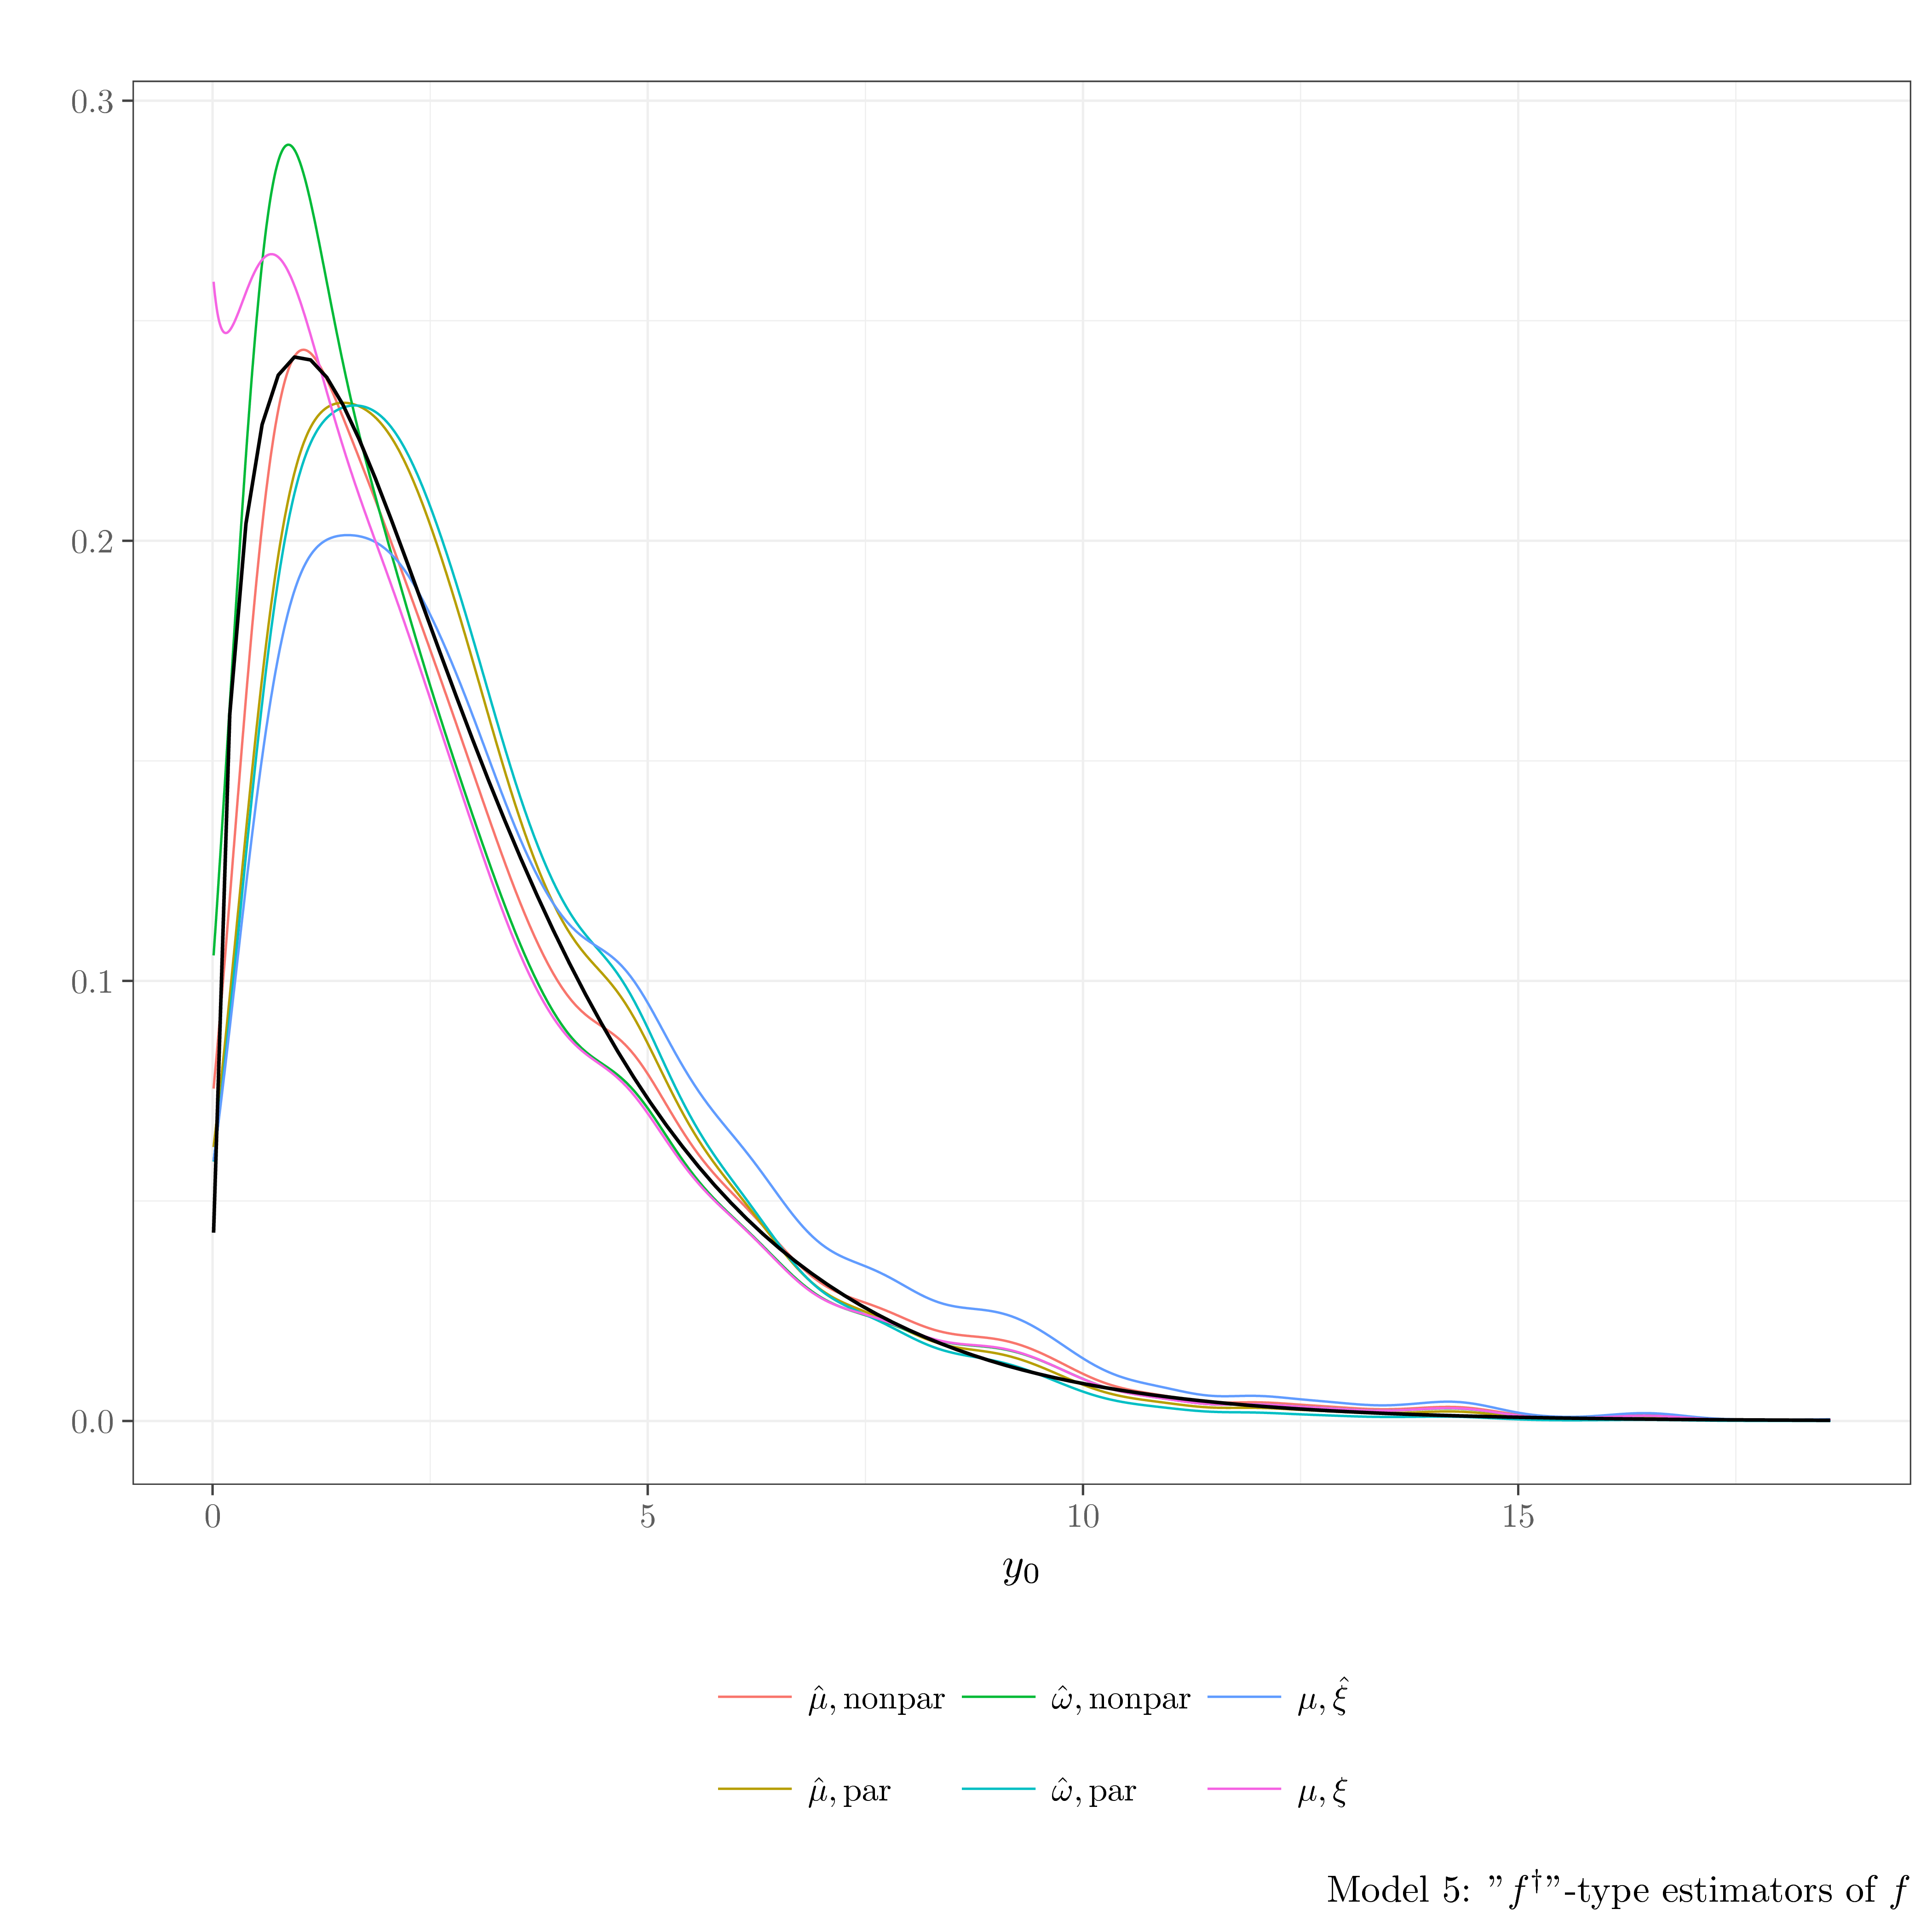 0.3
0.2
0.1
0.0
0 5 10 15
y₀
μ̂, nonpar ω̂, nonpar μ, ξ̂
μ̂, par ω̂, par μ, ξ
Model 5: ”f†”-type estimators of f